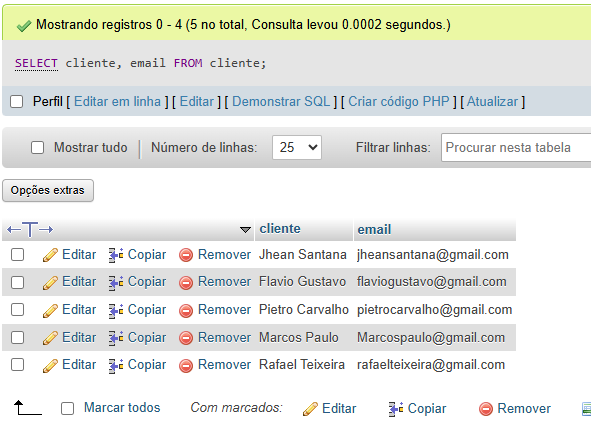 Mostrando registros 0 - 4 (5 no total, Consulta levou 0.0002 segundos.)
SELECT cliente, email FROM cliente;
Perfil [ Editar em linha ] [ Editar ] [ Demonstrar SQL ] [ Criar código PHP ] [ Atualizar ]
Mostrar tudo Número de linhas: 25 Filtrar linhas: Procurar nesta tabela
Opções extras
cliente email
Editar Copiar Remover Jhean Santana jheansantana@gmail.com
Editar Copiar Remover Flavio Gustavo flaviogustavo@gmail.com
Editar Copiar Remover Pietro Carvalho pietrocarvalho@gmail.com
Editar Copiar Remover Marcos Paulo Marcospaulo@gmail.com
Editar Copiar Remover Rafael Teixeira rafaelteixeira@gmail.com
Marcar todos Com marcados: Editar Copiar Remover